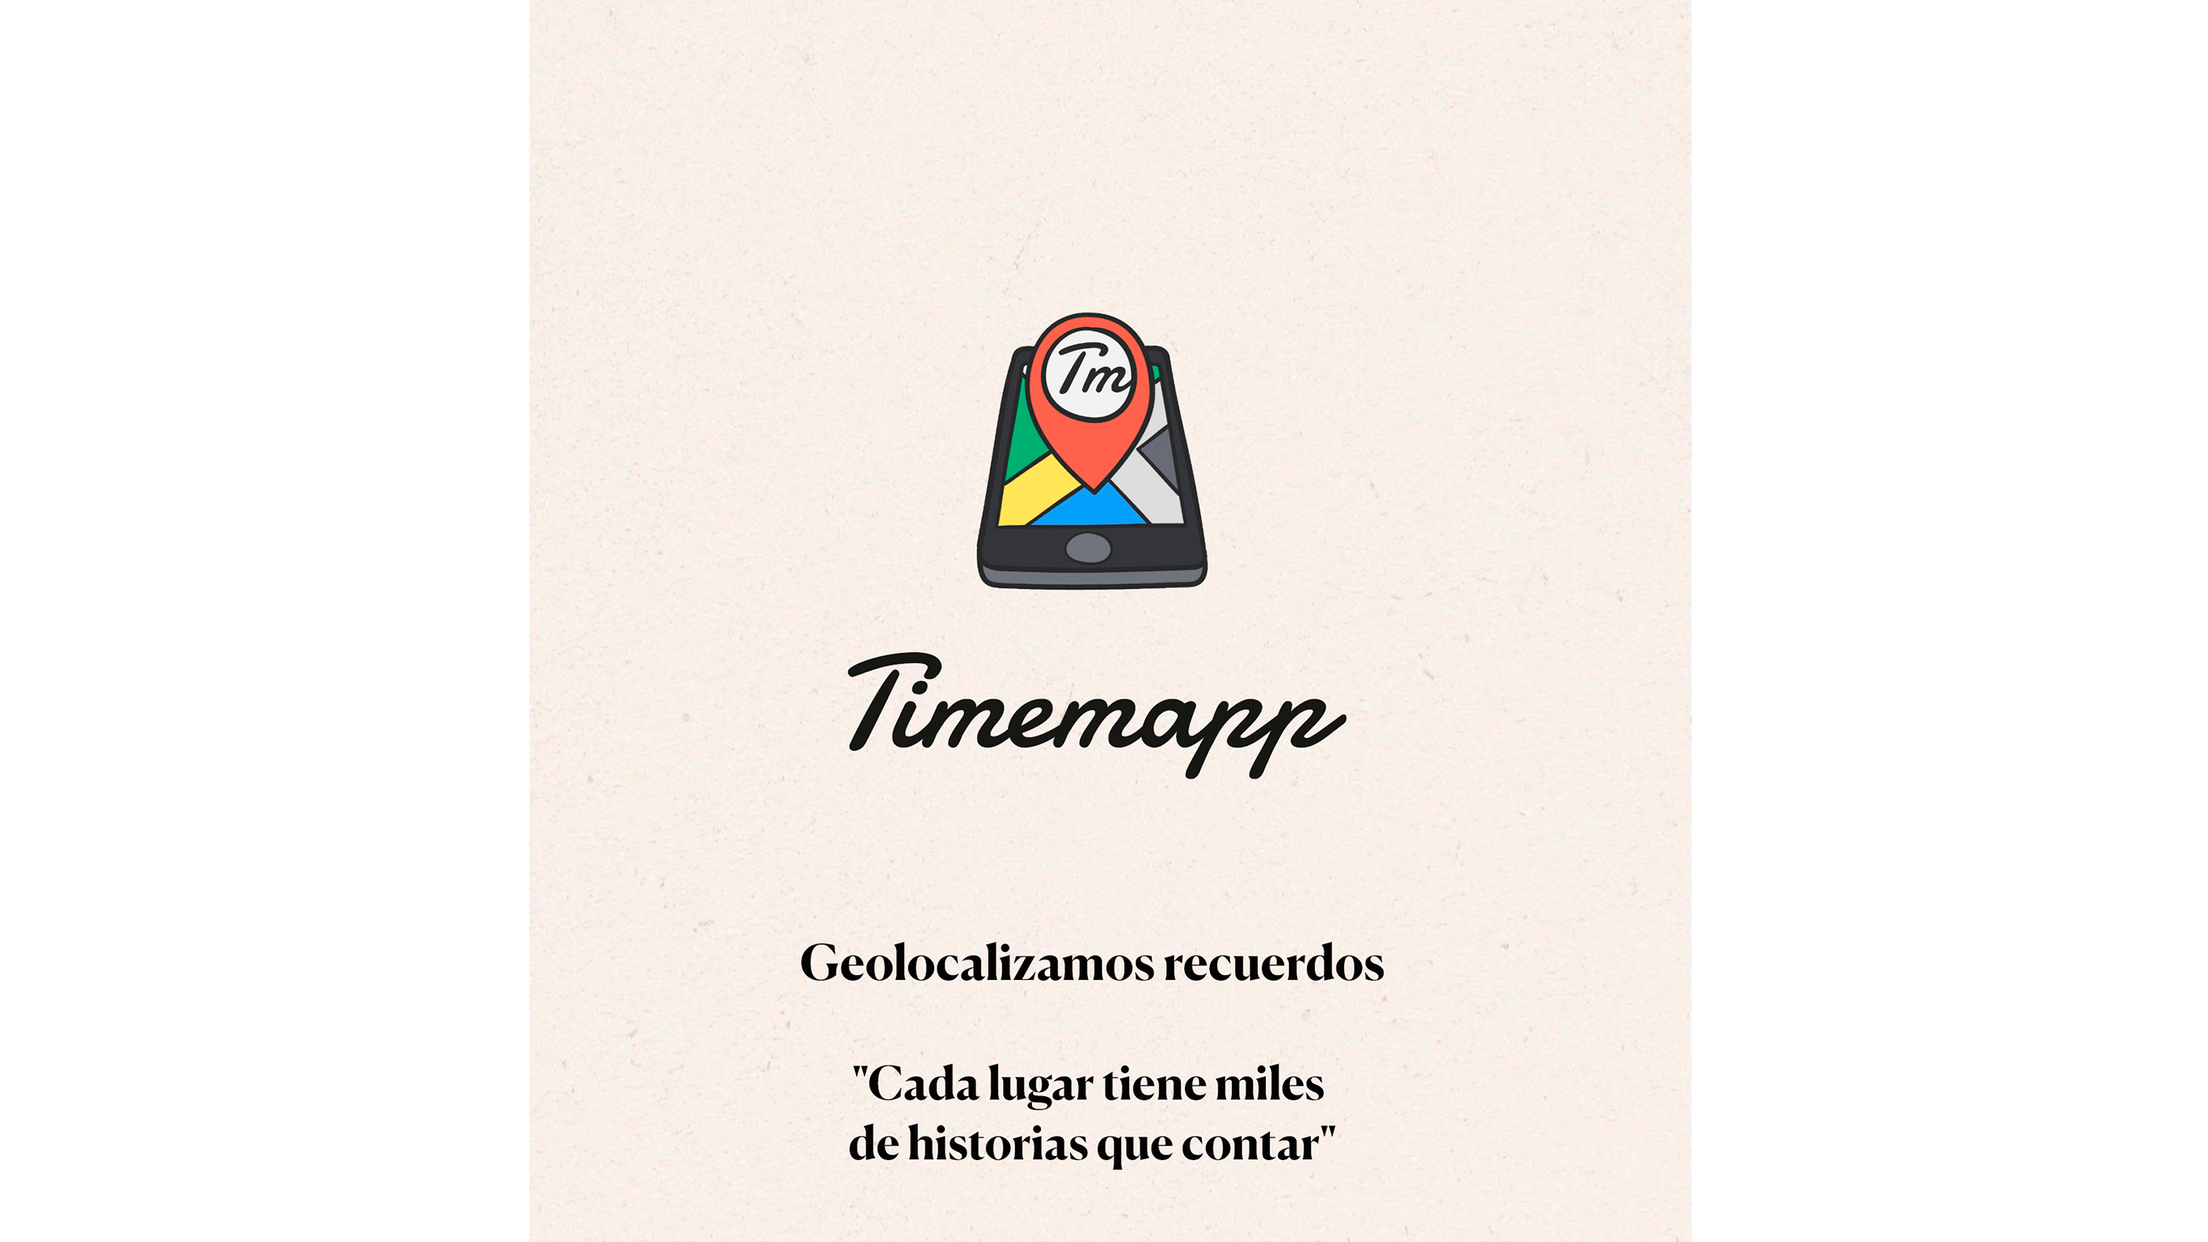 Tm
Timemapp
Geolocalizamos recuerdos
"Cada lugar tiene miles
de historias que contar"